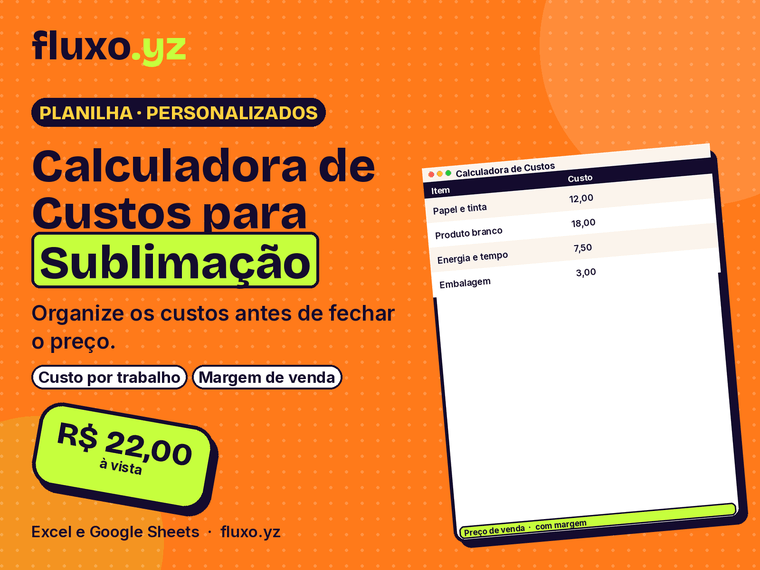 fluxo.yz
PLANILHA · PERSONALIZADOS
Calculadora de
Custos para
Sublimação
Organize os custos antes de fechar
o preço.
Custo por trabalho
Margem de venda
R$ 22,00
à vista
Excel e Google Sheets · fluxo.yz
Calculadora de Custos
Item Custo
Papel e tinta 12,00
Produto branco 18,00
Energia e tempo 7,50
Embalagem 3,00
Preço de venda · com margem